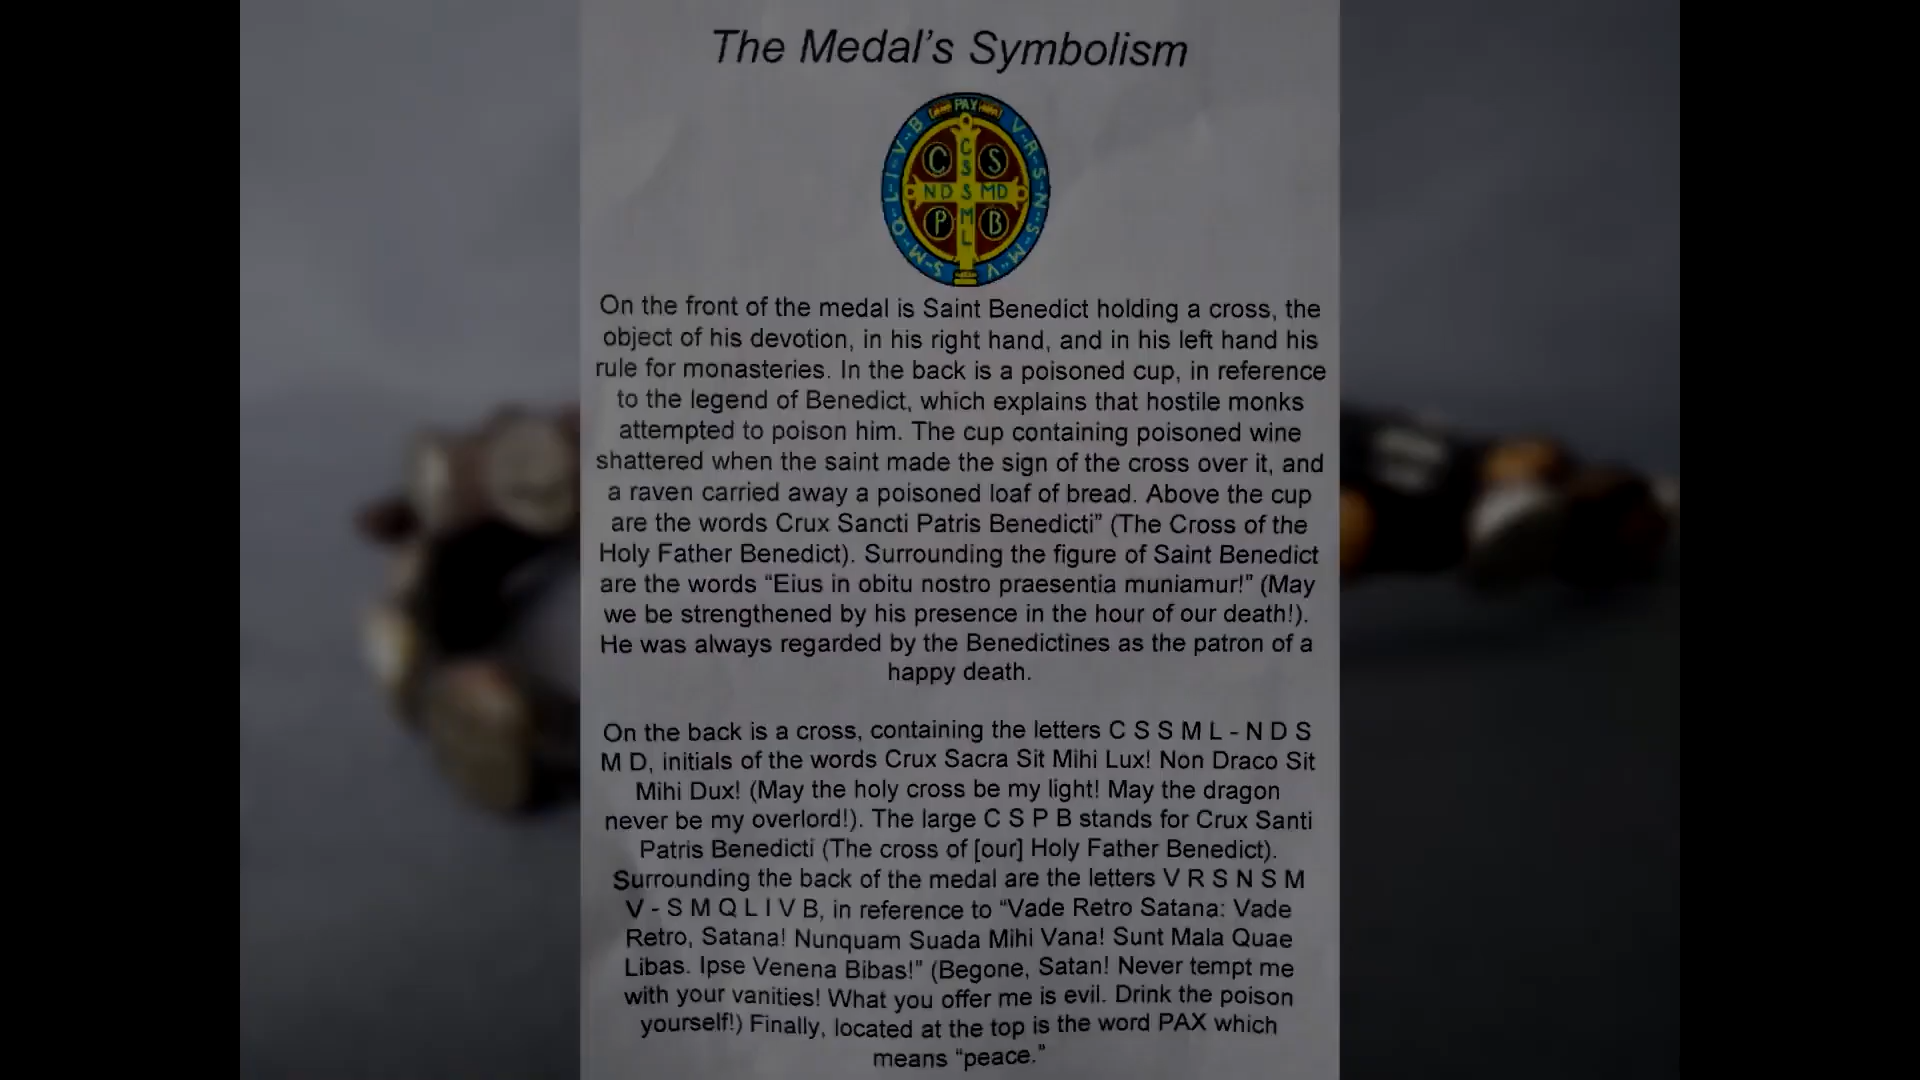 The Medal's Symbolism
PAX
V-R-S-N-S-M-V
S-M-Q-L-I-V-B
C S
C
S
N D S M D
M
L
P B
On the front of the medal is Saint Benedict holding a cross, the
object of his devotion, in his right hand, and in his left hand his
rule for monasteries. In the back is a poisoned cup, in reference
to the legend of Benedict, which explains that hostile monks
attempted to poison him. The cup containing poisoned wine
shattered when the saint made the sign of the cross over it, and
a raven carried away a poisoned loaf of bread. Above the cup
are the words Crux Sancti Patris Benedicti” (The Cross of the
Holy Father Benedict). Surrounding the figure of Saint Benedict
are the words “Eius in obitu nostro praesentia muniamur!” (May
we be strengthened by his presence in the hour of our death!).
He was always regarded by the Benedictines as the patron of a
happy death.
On the back is a cross, containing the letters C S S M L - N D S
M D, initials of the words Crux Sacra Sit Mihi Lux! Non Draco Sit
Mihi Dux! (May the holy cross be my light! May the dragon
never be my overlord!). The large C S P B stands for Crux Santi
Patris Benedicti (The cross of [our] Holy Father Benedict).
Surrounding the back of the medal are the letters V R S N S M
V - S M Q L I V B, in reference to “Vade Retro Satana: Vade
Retro, Satana! Nunquam Suada Mihi Vana! Sunt Mala Quae
Libas. Ipse Venena Bibas!” (Begone, Satan! Never tempt me
with your vanities! What you offer me is evil. Drink the poison
yourself!) Finally, located at the top is the word PAX which
means “peace.”